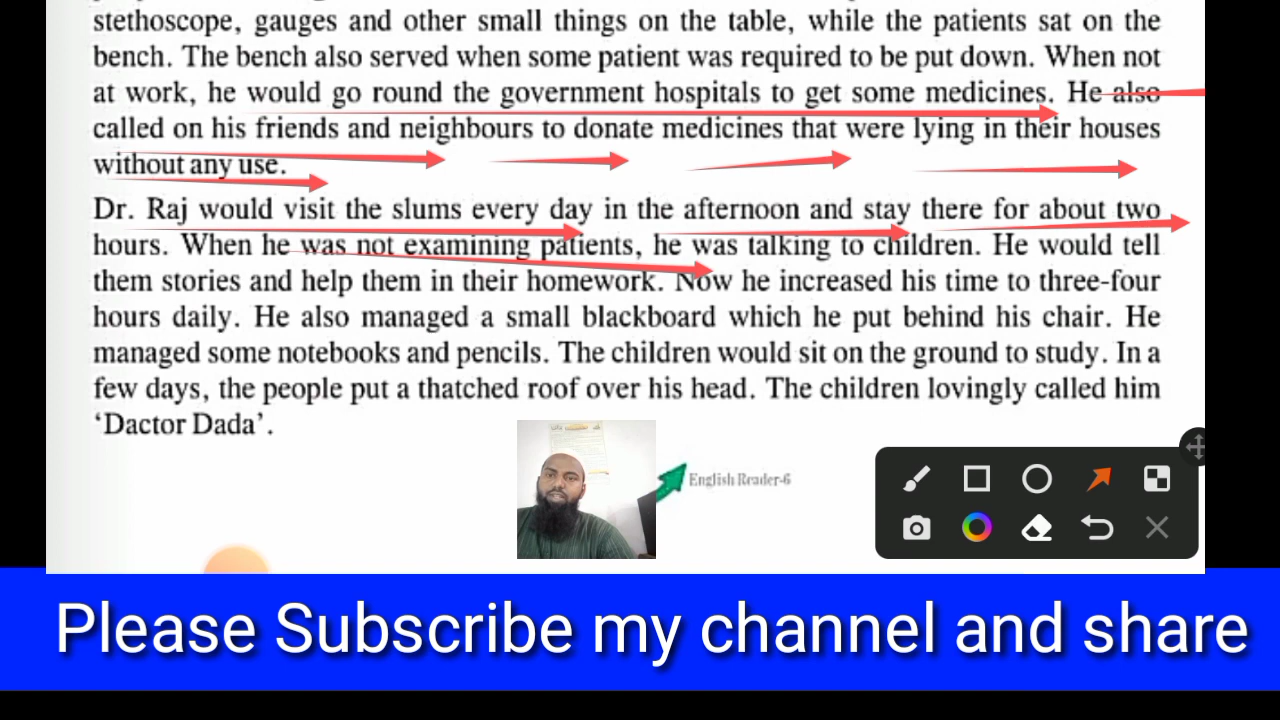 stethoscope, gauges and other small things on the table, while the patients sat on the
bench. The bench also served when some patient was required to be put down. When not
at work, he would go round the government hospitals to get some medicines. He also
called on his friends and neighbours to donate medicines that were lying in their houses
without any use.
Dr. Raj would visit the slums every day in the afternoon and stay there for about two
hours. When he was not examining patients, he was talking to children. He would tell
them stories and help them in their homework. Now he increased his time to three-four
hours daily. He also managed a small blackboard which he put behind his chair. He
managed some notebooks and pencils. The children would sit on the ground to study. In a
few days, the people put a thatched roof over his head. The children lovingly called him
‘Dactor Dada’.
English Reader-6
Please Subscribe my channel and share